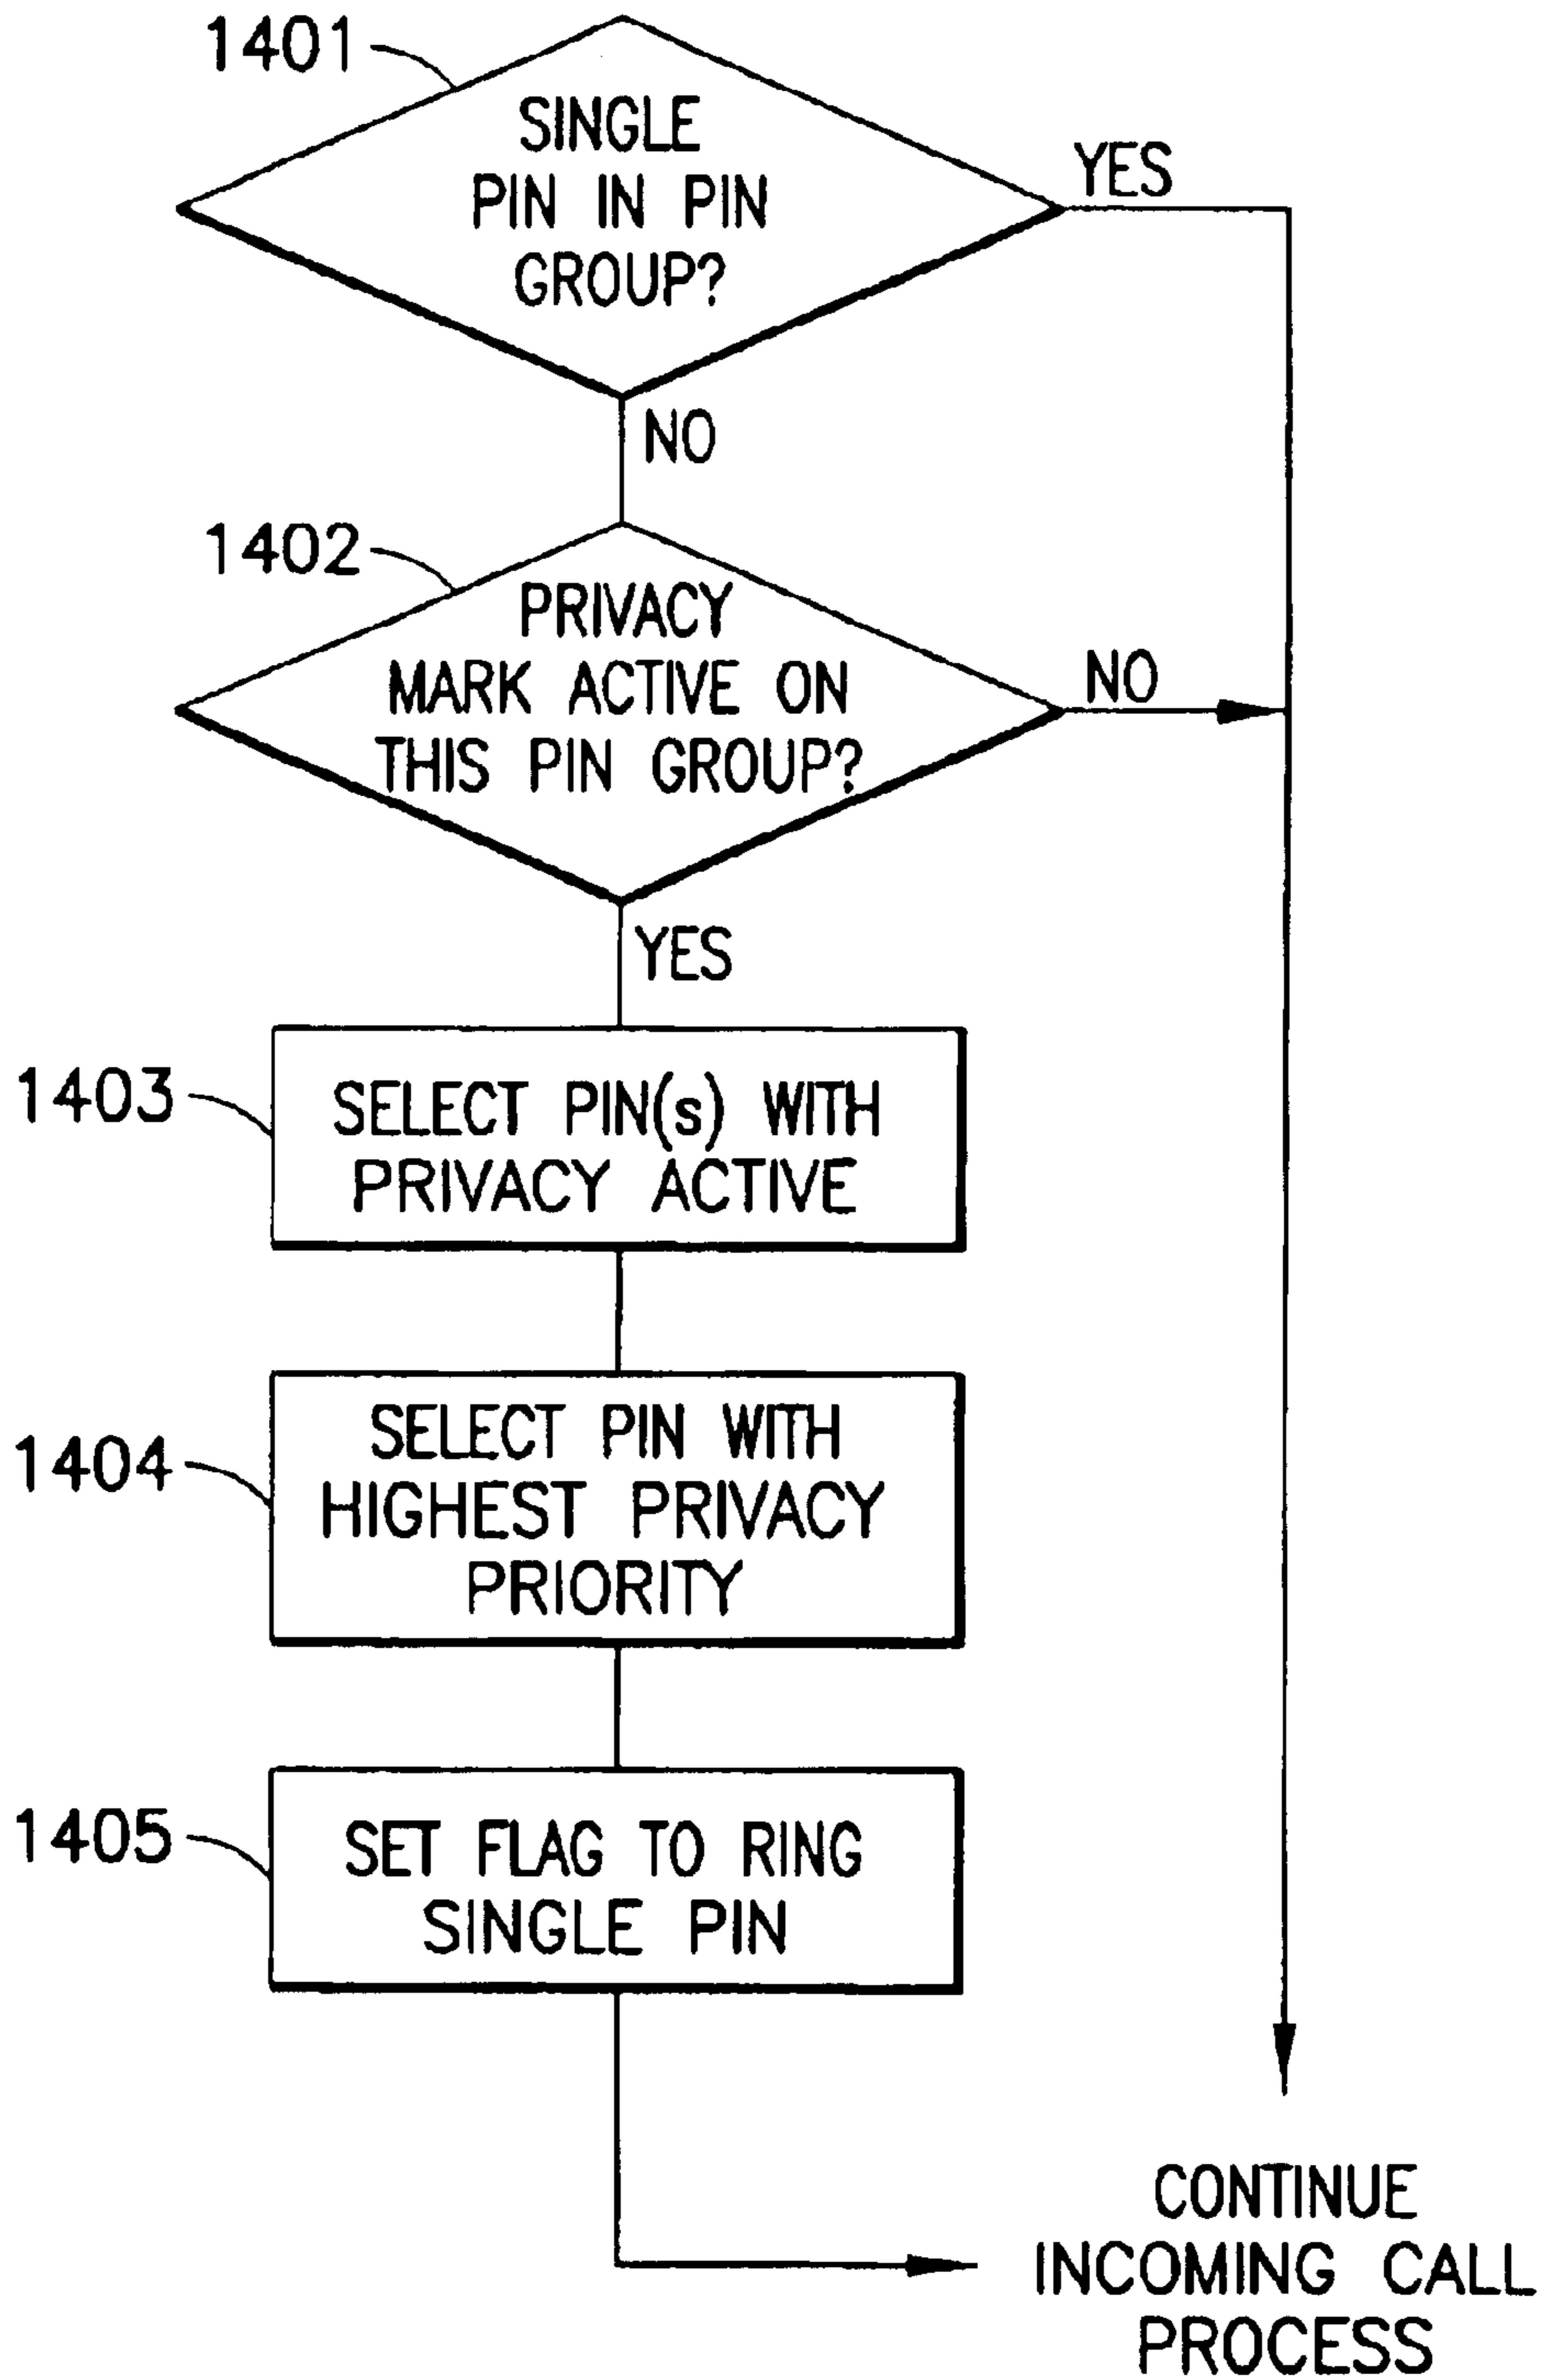 1401
SINGLE
PIN IN PIN
GROUP?
YES
NO
1402
PRIVACY
MARK ACTIVE ON
THIS PIN GROUP?
NO
YES
1403
SELECT PIN(s) WITH
PRIVACY ACTIVE
1404
SELECT PIN WITH
HIGHEST PRIVACY
PRIORITY
1405
SET FLAG TO RING
SINGLE PIN
CONTINUE
INCOMING CALL
PROCESS